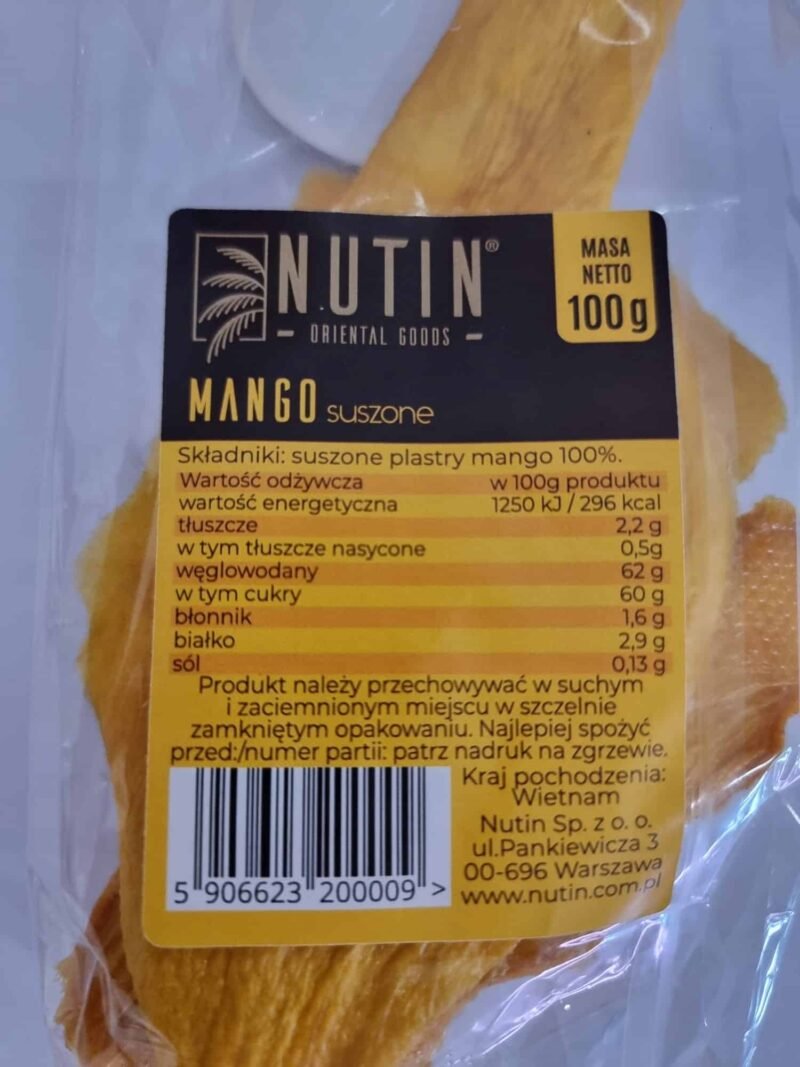 NUTIN®
- ORIENTAL GOODS -
MASA
NETTO
100 g
MANGO suszone
Składniki: suszone plastry mango 100%.
Wartość odżywcza w 100g produktu
wartość energetyczna 1250 kJ / 296 kcal
tłuszcze 2,2 g
w tym tłuszcze nasycone 0,5g
węglowodany 62 g
w tym cukry 60 g
błonnik 1,6 g
białko 2,9 g
sól 0,13 g
Produkt należy przechowywać w suchym
i zaciemnionym miejscu w szczelnie
zamkniętym opakowaniu. Najlepiej spożyć
przed:/numer partii: patrz nadruk na zgrzewie.
Kraj pochodzenia:
Wietnam
Nutin Sp. z o. o.
ul.Pankiewicza 3
00-696 Warszawa
www.nutin.com.pl
5 906623 200009 >